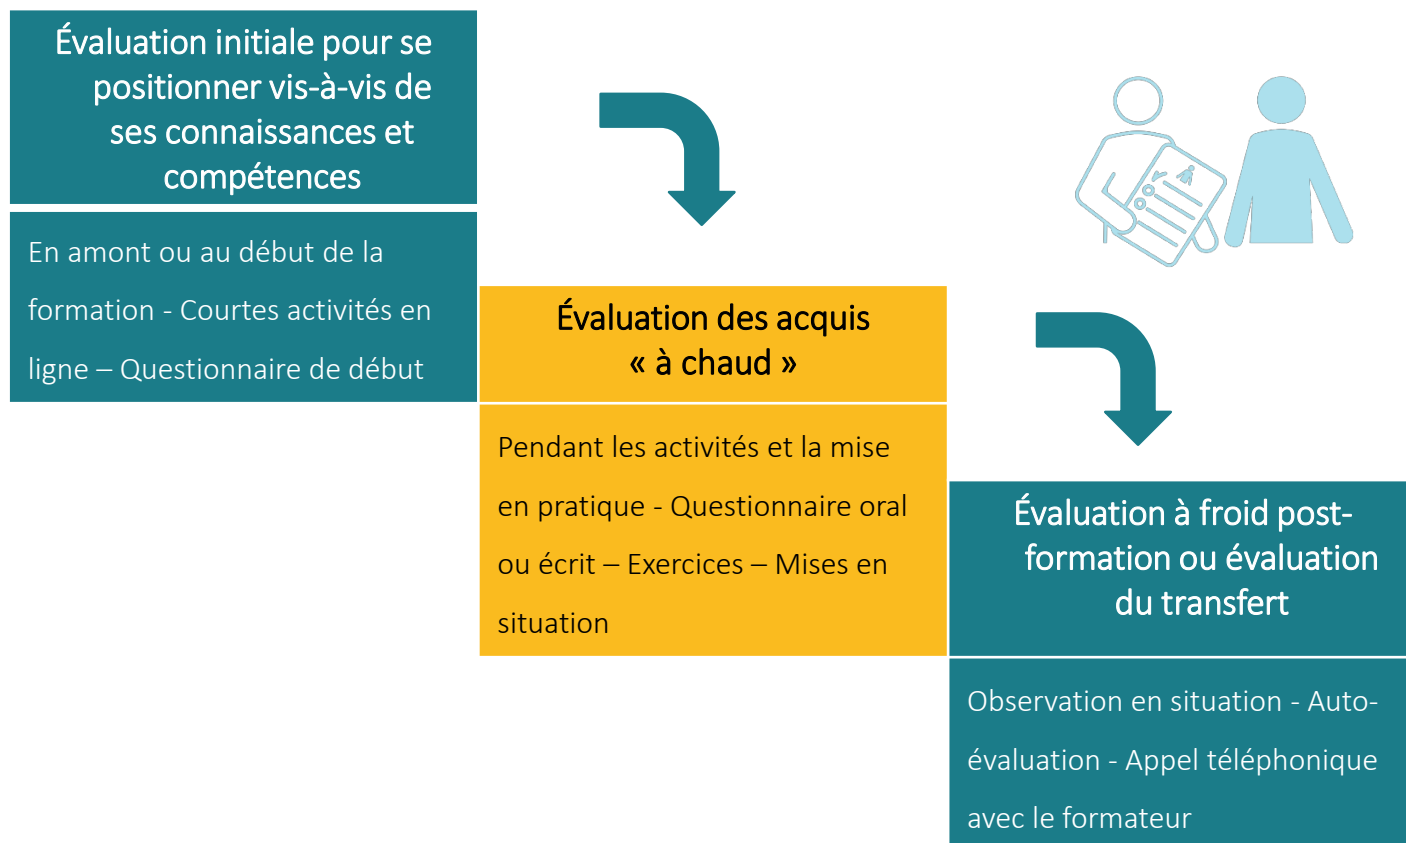 Évaluation initiale pour se
positionner vis-à-vis de
ses connaissances et
compétences
En amont ou au début de la
formation - Courtes activités en
ligne – Questionnaire de début
Évaluation des acquis
« à chaud »
Pendant les activités et la mise
en pratique - Questionnaire oral
ou écrit – Exercices – Mises en
situation
Évaluation à froid post-
formation ou évaluation
du transfert
Observation en situation - Auto-
évaluation - Appel téléphonique
avec le formateur